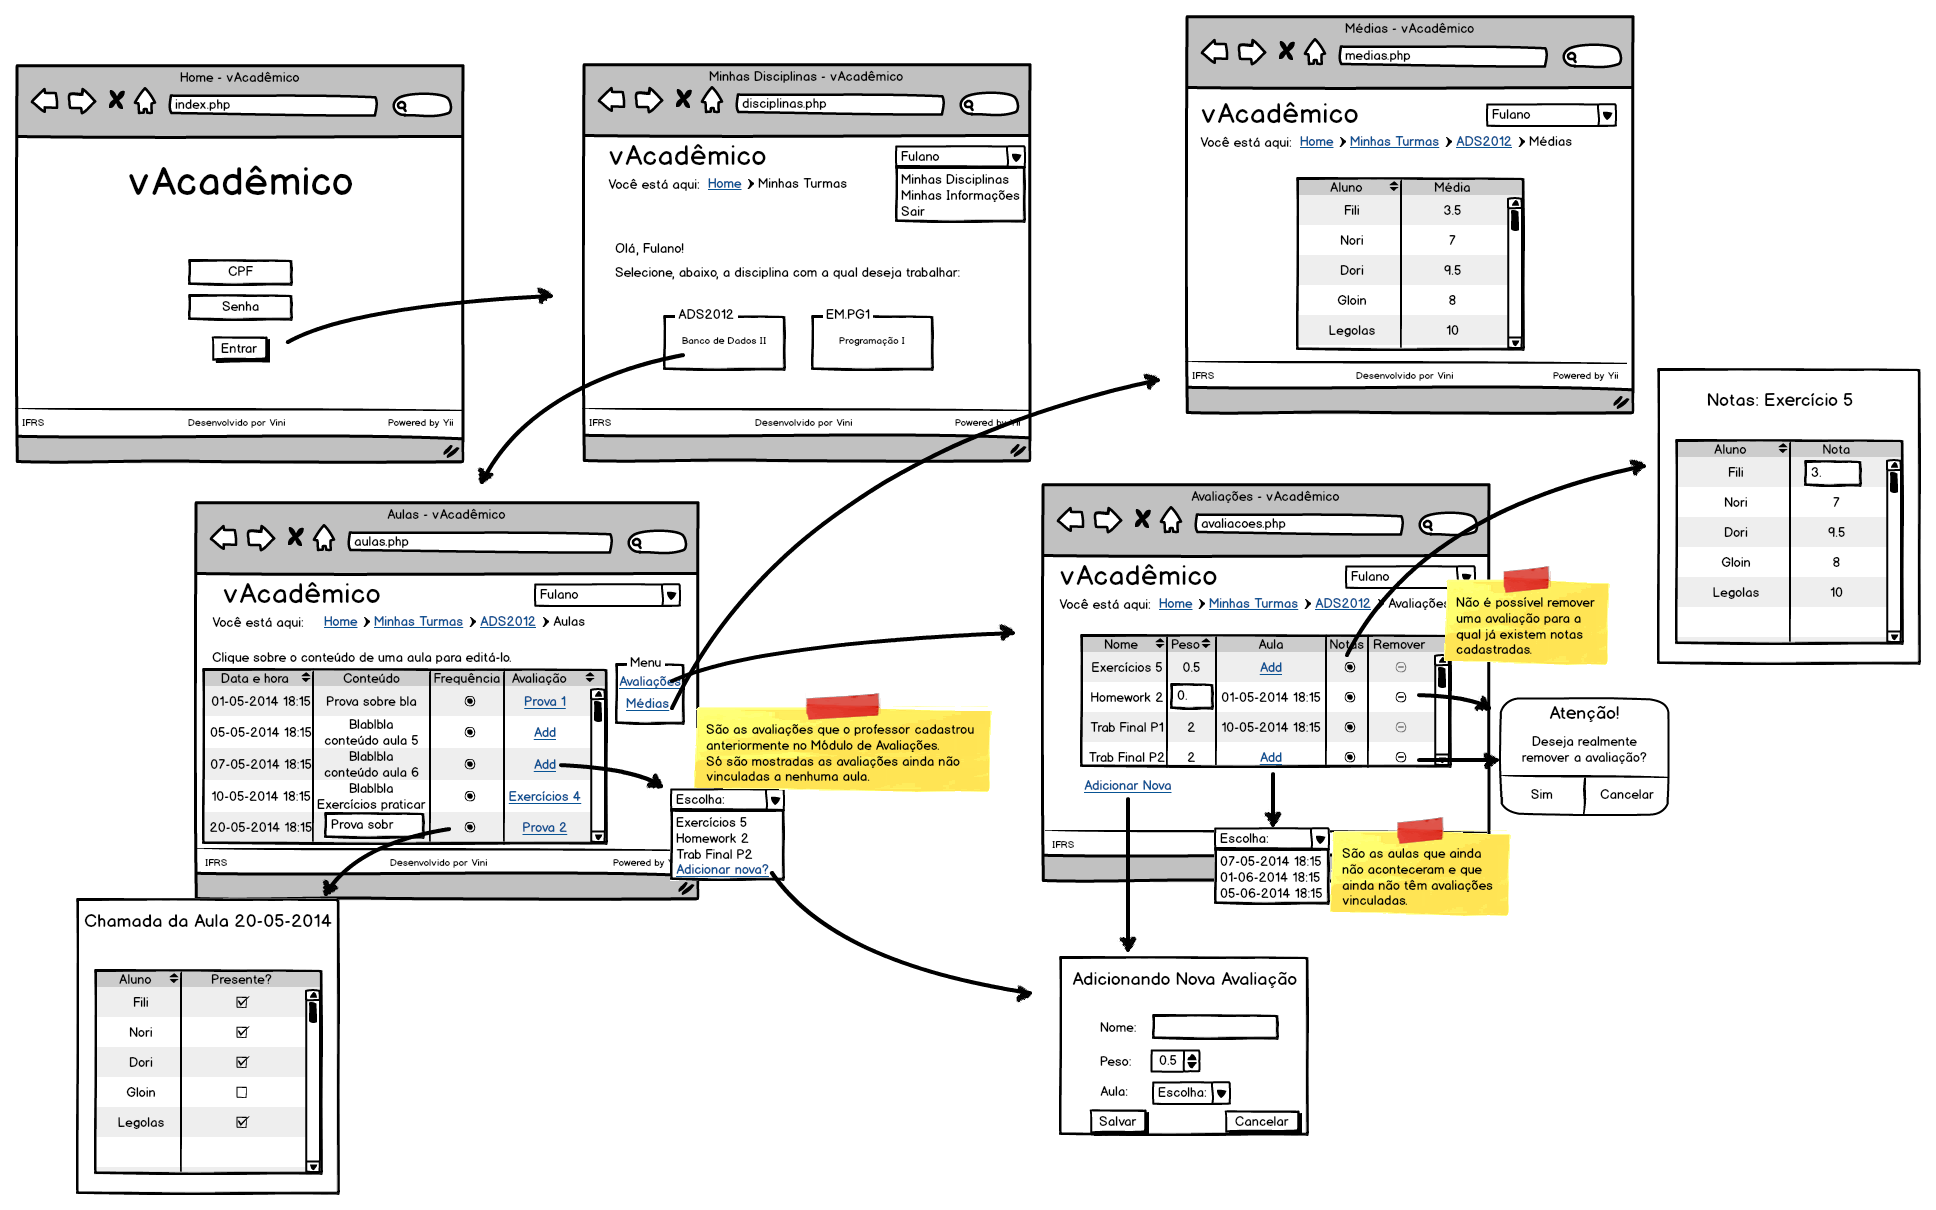 Home - vAcadêmico
index.php
vAcadêmico
CPF
Senha
Entrar
IFRS Desenvolvido por Vini Powered by Yii
Minhas Disciplinas - vAcadêmico
disciplinas.php
vAcadêmico
Fulano
Minhas Disciplinas
Minhas Informações
Sair
Você está aqui: Home Minhas Turmas
Olá, Fulano!
Selecione, abaixo, a disciplina com a qual deseja trabalhar:
ADS2012
Banco de Dados II
EM.PG1
Programação I
IFRS Desenvolvido por Vini Powered by Yii
Médias - vAcadêmico
medias.php
vAcadêmico
Fulano
Você está aqui: Home Minhas Turmas ADS2012 Médias
Aluno Média
Fili 3.5
Nori 7
Dori 9.5
Gloin 8
Legolas 10
IFRS Desenvolvido por Vini Powered by Yii
Notas: Exercício 5
Aluno Nota
Fili 3.
Nori 7
Dori 9.5
Gloin 8
Legolas 10
Aulas - vAcadêmico
aulas.php
vAcadêmico
Fulano
Você está aqui: Home Minhas Turmas ADS2012 Aulas
Clique sobre o conteúdo de uma aula para editá-lo.
Data e hora Conteúdo Frequência Avaliação
01-05-2014 18:15 Prova sobre bla Prova 1
05-05-2014 18:15 Blablbla conteúdo aula 5 Add
07-05-2014 18:15 Blablbla conteúdo aula 6 Add
10-05-2014 18:15 Blablbla Exercícios praticar Exercícios 4
20-05-2014 18:15 Prova sobr Prova 2
Menu
Avaliações
Médias
IFRS Desenvolvido por Vini Powered by
São as avaliações que o professor cadastrou
anteriormente no Módulo de Avaliações.
Só são mostradas as avaliações ainda não
vinculadas a nenhuma aula.
Escolha:
Exercícios 5
Homework 2
Trab Final P2
Adicionar nova?
Avaliações - vAcadêmico
avaliacoes.php
vAcadêmico
Fulano
Você está aqui: Home Minhas Turmas ADS2012 Avaliações
Nome Peso Aula Notas Remover
Exercícios 5 0.5 Add
Homework 2 0. 01-05-2014 18:15
Trab Final P1 2 10-05-2014 18:15
Trab Final P2 2 Add
Adicionar Nova
IFRS
Não é possível remover
uma avaliação para a
qual já existem notas
cadastradas.
Atenção!
Deseja realmente
remover a avaliação?
Sim Cancelar
Escolha:
07-05-2014 18:15
01-06-2014 18:15
05-06-2014 18:15
São as aulas que ainda
não aconteceram e que
ainda não têm avaliações
vinculadas.
Chamada da Aula 20-05-2014
Aluno Presente?
Fili
Nori
Dori
Gloin
Legolas
Adicionando Nova Avaliação
Nome:
Peso: 0.5
Aula: Escolha:
Salvar Cancelar